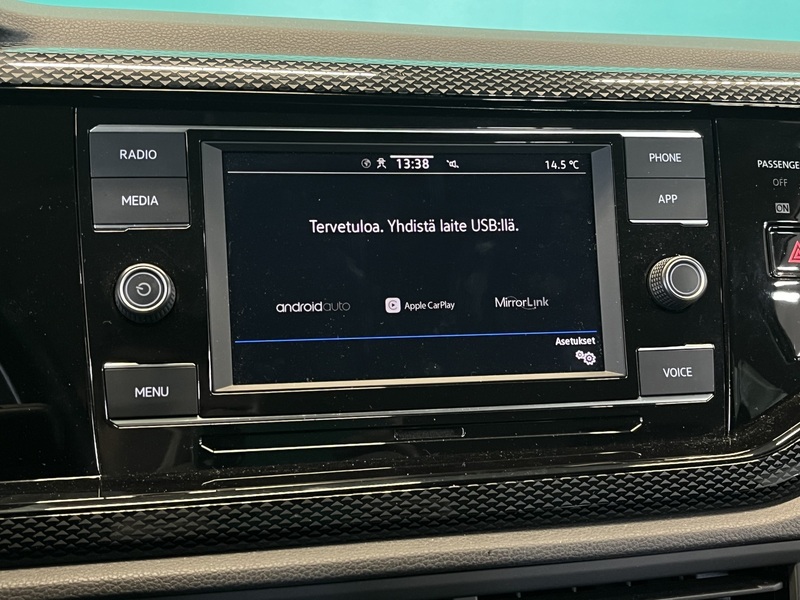 RADIO
MEDIA
MENU
13:38
14.5 °C
Tervetuloa. Yhdistä laite USB:llä.
androidauto
Apple CarPlay
MirrorLink
Asetukset
PHONE
APP
VOICE
PASSENGE
OFF
ON